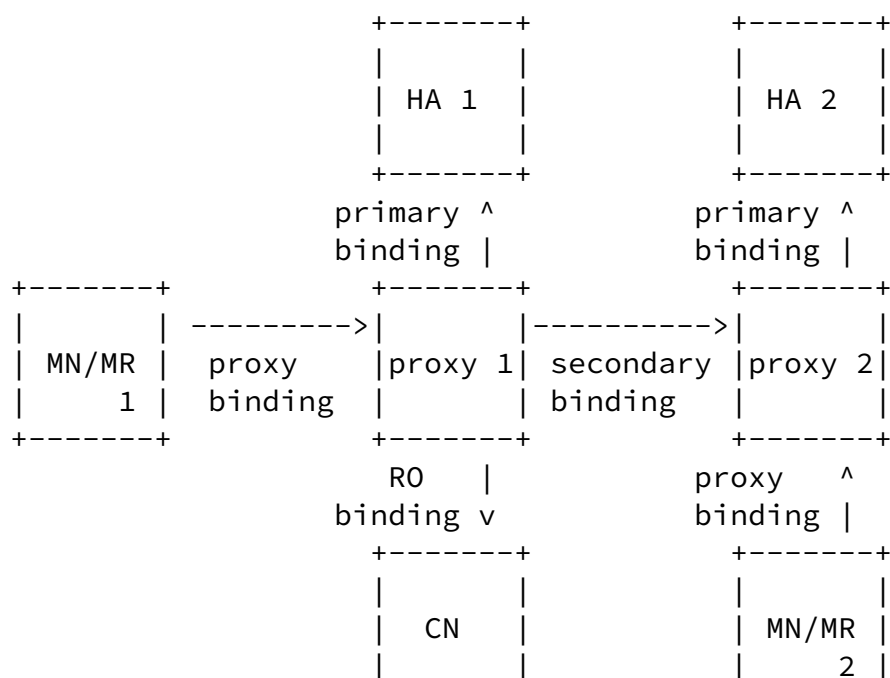 +-------+               +-------+
                       |       |               |       |
                       | HA 1  |               | HA 2  |
                       |       |               |       |
                       +-------+               +-------+
                     primary ^               primary ^
                     binding |               binding |
+-------+              +-------+               +-------+
|       | --------->|       |---------->|       |
| MN/MR |  proxy       |proxy 1| secondary |proxy 2|
|     1 |  binding     |       | binding   |       |
+-------+              +-------+               +-------+
                        RO   |               proxy   ^
                     binding v               binding |
                       +-------+               +-------+
                       |       |               |       |
                       |  CN   |               | MN/MR |
                       |       |               |     2 |